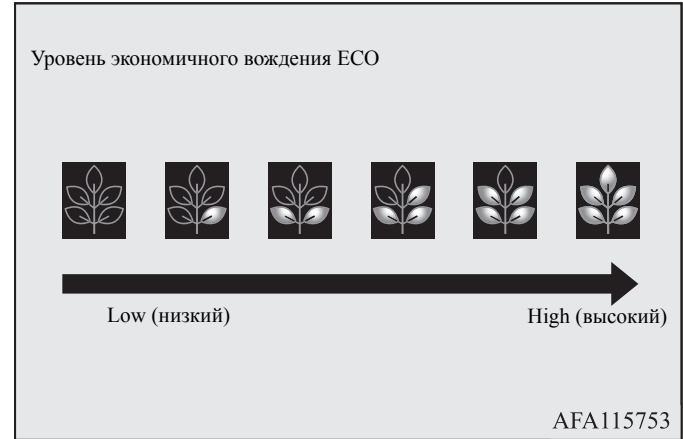 Уровень экономичного вождения ECO
Low (низкий)
High (высокий)
AFA115753